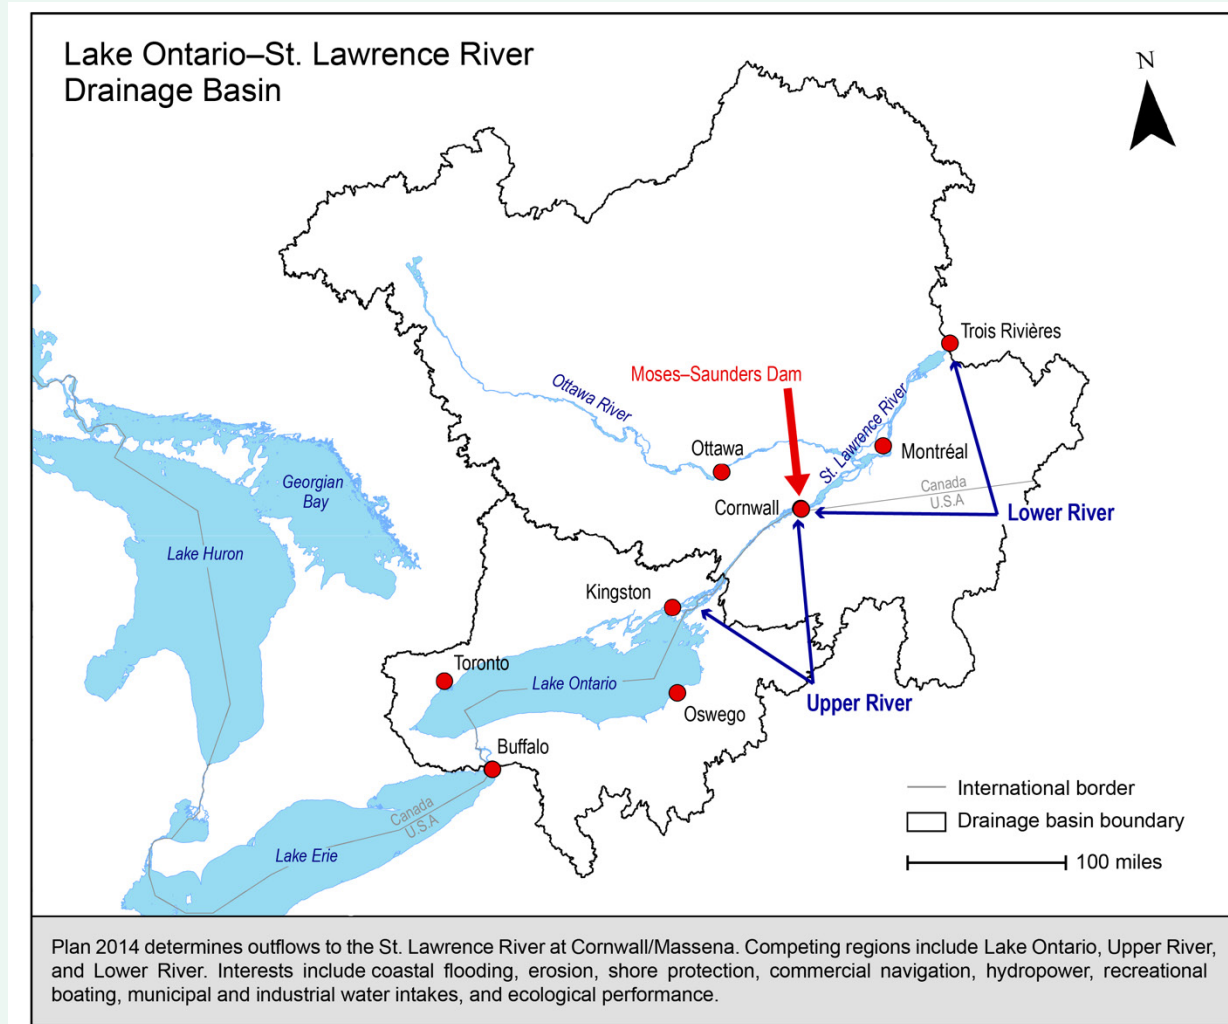 Lake Ontario–St. Lawrence River
Drainage Basin
N
Trois Rivières
Moses–Saunders Dam
Ottawa River
St. Lawrence River
Ottawa
Montréal
Georgian
Bay
Canada
U.S.A
Cornwall
Lower River
Lake Huron
Kingston
Toronto
Lake Ontario
Upper River
Oswego
Buffalo
International border
Canada
U.S.A
Drainage basin boundary
Lake Erie
100 miles
Plan 2014 determines outflows to the St. Lawrence River at Cornwall/Massena. Competing regions include Lake Ontario, Upper River,
and Lower River. Interests include coastal flooding, erosion, shore protection, commercial navigation, hydropower, recreational
boating, municipal and industrial water intakes, and ecological performance.